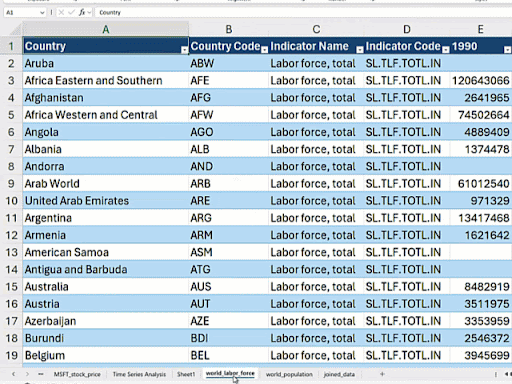 A1 fx Country
A B C D E
1 Country Country Code Indicator Name Indicator Code 1990
2 Aruba ABW Labor force, total SL.TLF.TOTL.IN
3 Africa Eastern and Southern AFE Labor force, total SL.TLF.TOTL.IN 120643066
4 Afghanistan AFG Labor force, total SL.TLF.TOTL.IN 2641965
5 Africa Western and Central AFW Labor force, total SL.TLF.TOTL.IN 74502664
6 Angola AGO Labor force, total SL.TLF.TOTL.IN 4889409
7 Albania ALB Labor force, total SL.TLF.TOTL.IN 1374478
8 Andorra AND Labor force, total SL.TLF.TOTL.IN
9 Arab World ARB Labor force, total SL.TLF.TOTL.IN 61012540
10 United Arab Emirates ARE Labor force, total SL.TLF.TOTL.IN 971329
11 Argentina ARG Labor force, total SL.TLF.TOTL.IN 13417468
12 Armenia ARM Labor force, total SL.TLF.TOTL.IN 1621642
13 American Samoa ASM Labor force, total SL.TLF.TOTL.IN
14 Antigua and Barbuda ATG Labor force, total SL.TLF.TOTL.IN
15 Australia AUS Labor force, total SL.TLF.TOTL.IN 8482919
16 Austria AUT Labor force, total SL.TLF.TOTL.IN 3511975
17 Azerbaijan AZE Labor force, total SL.TLF.TOTL.IN 3353959
18 Burundi BDI Labor force, total SL.TLF.TOTL.IN 2546372
19 Belgium BEL Labor force, total SL.TLF.TOTL.IN 3945699
MSFT_stock_price Time Series Analysis Sheet1 world_labor_force world_population joined_data